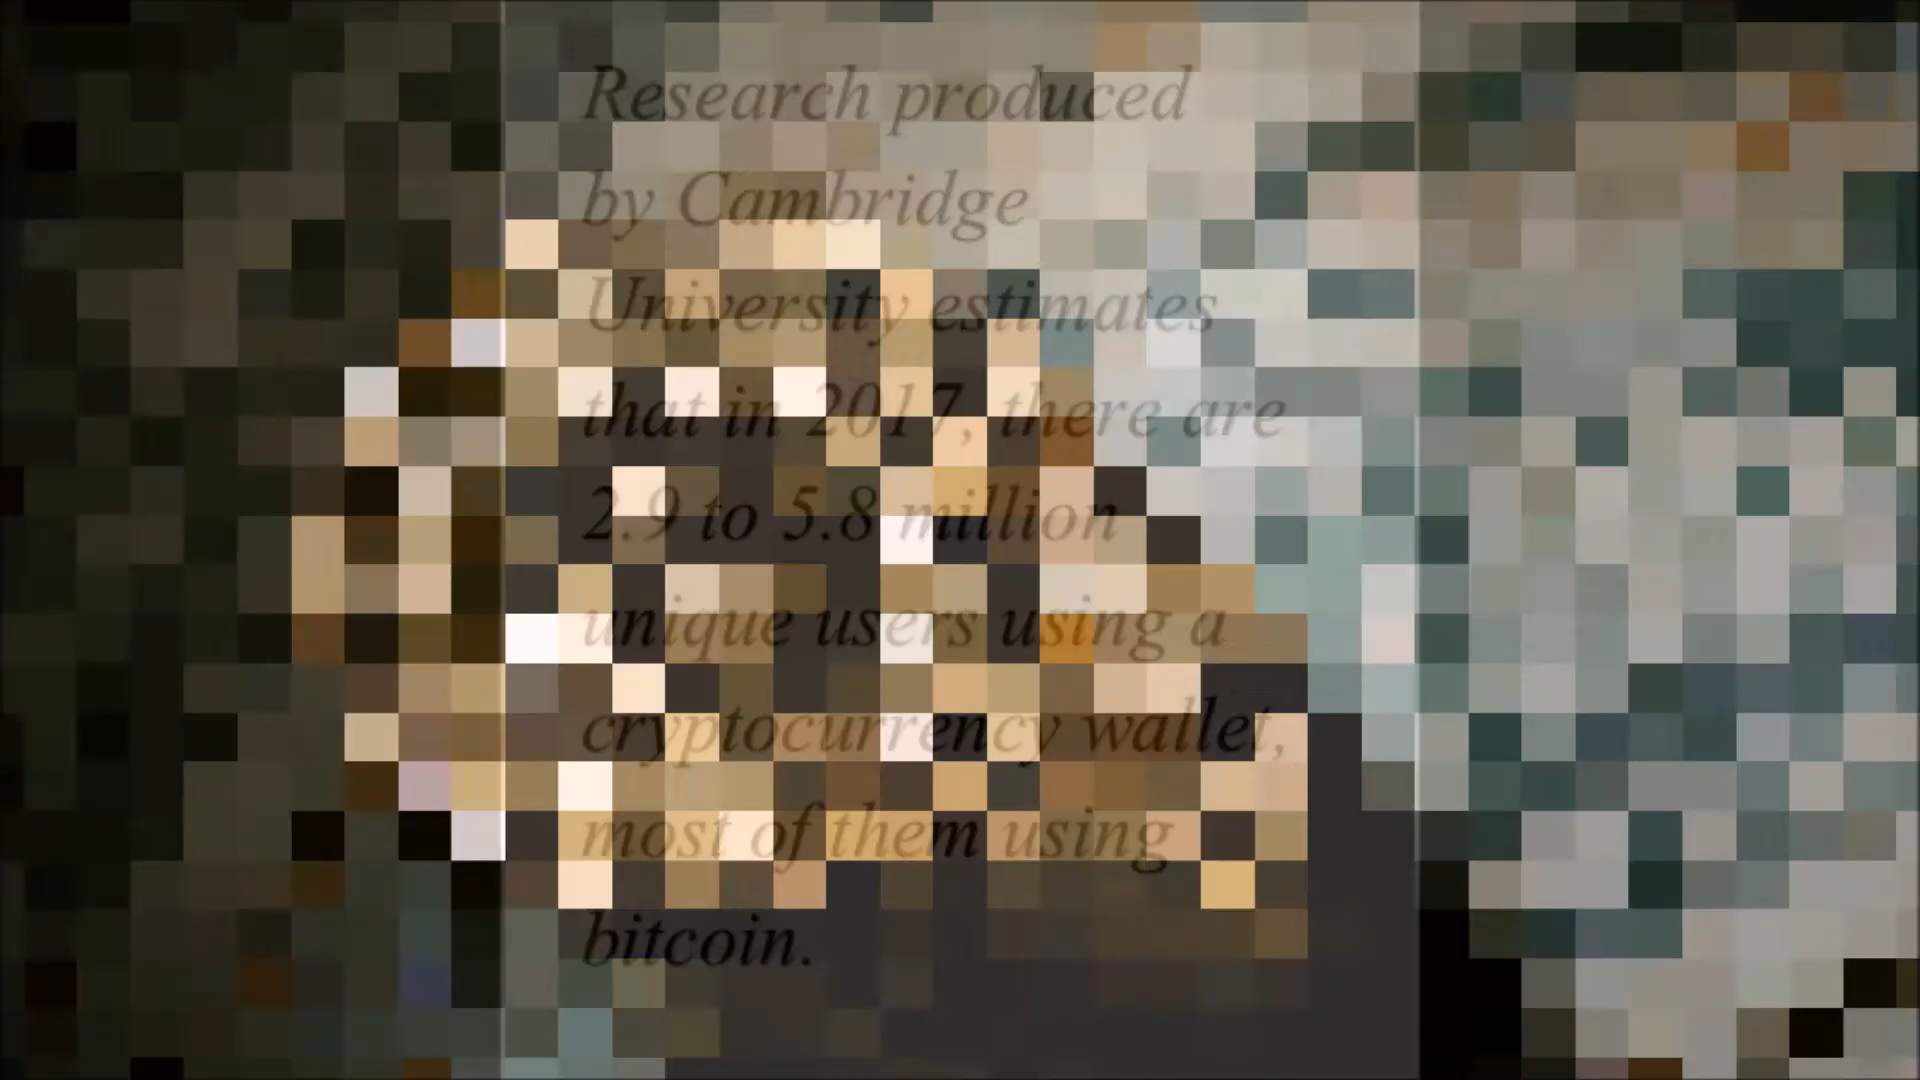 Research produced
by Cambridge
University estimates
that in 2017, there are
2.9 to 5.8 million
unique users using a
cryptocurrency wallet,
most of them using
bitcoin.